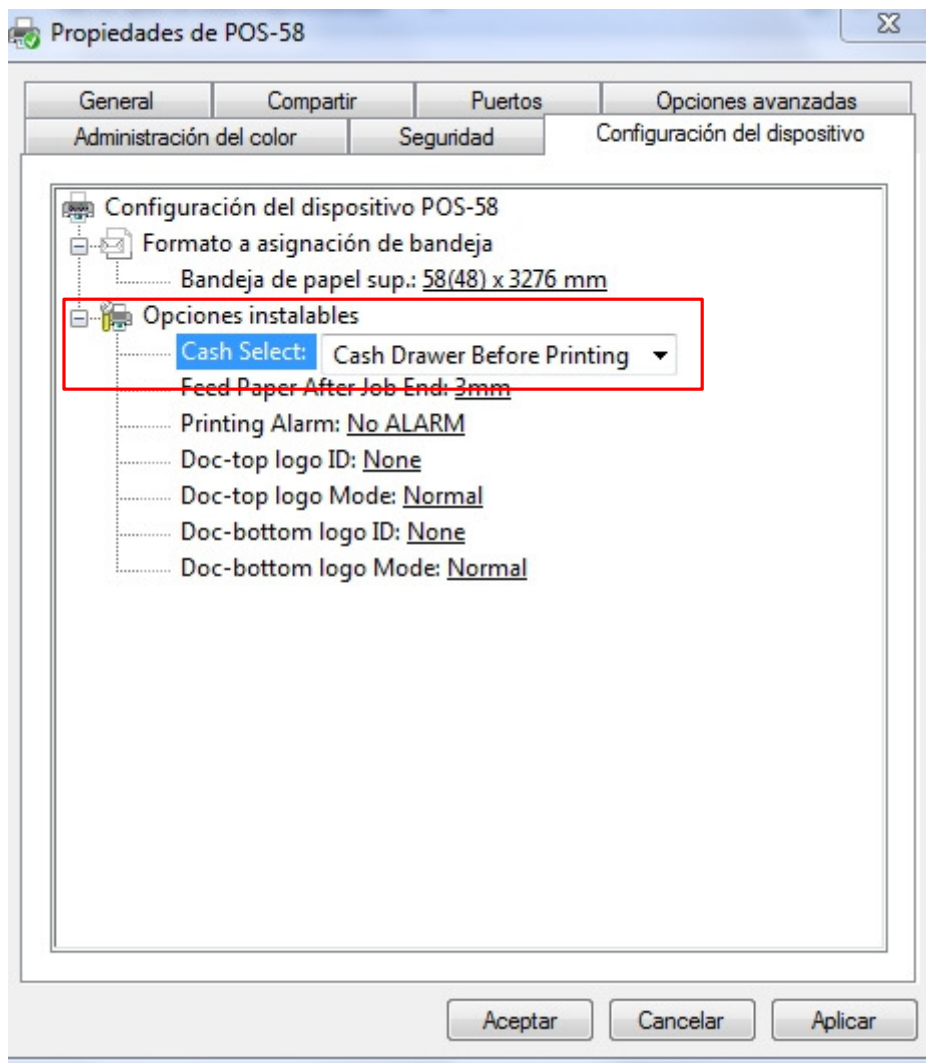 Propiedades de POS-58
General Compartir Puertos Opciones avanzadas
Administración del color Seguridad Configuración del dispositivo
Configuración del dispositivo POS-58
Formato a asignación de bandeja
Bandeja de papel sup.: 58(48) x 3276 mm
Opciones instalables
Cash Select: Cash Drawer Before Printing
Feed Paper After Job End: 3mm
Printing Alarm: No ALARM
Doc-top logo ID: None
Doc-top logo Mode: Normal
Doc-bottom logo ID: None
Doc-bottom logo Mode: Normal
Aceptar Cancelar Aplicar